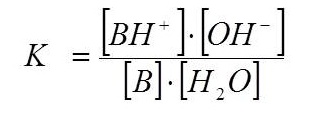 K = [BH⁺]·[OH⁻] / [B]·[H₂O]